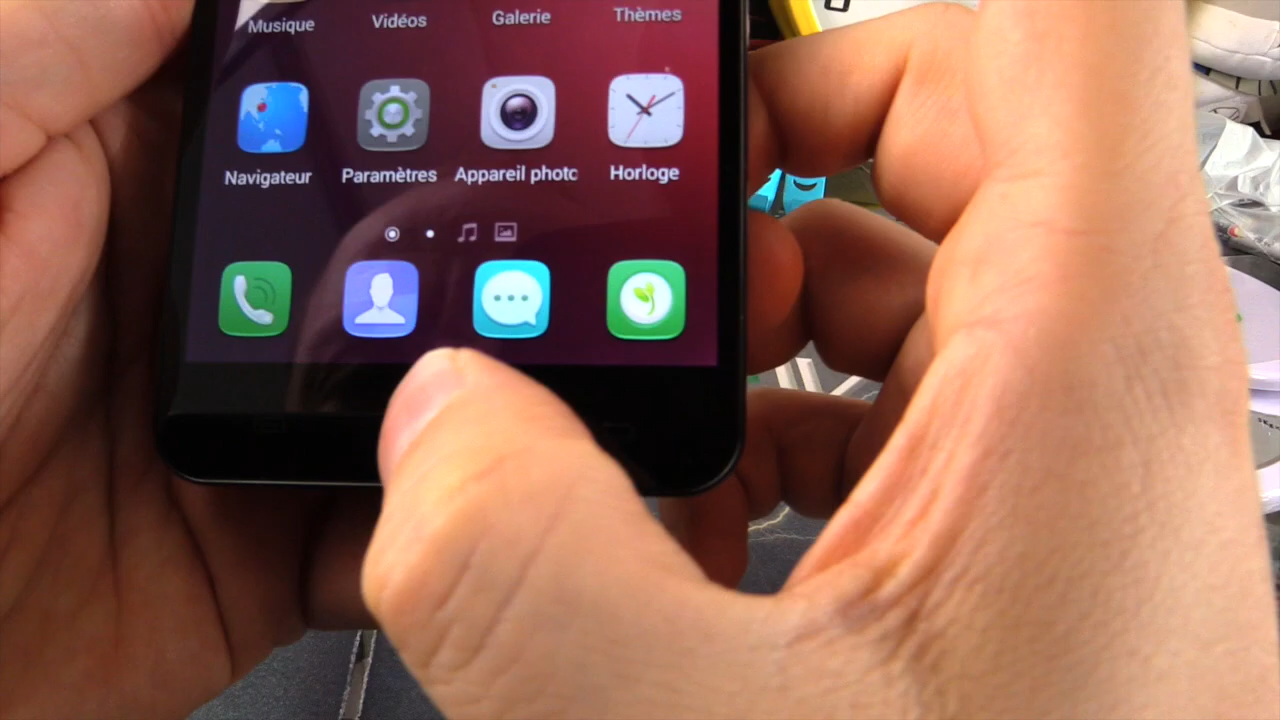 Musique Vidéos Galerie Thèmes
Navigateur Paramètres Appareil photo Horloge